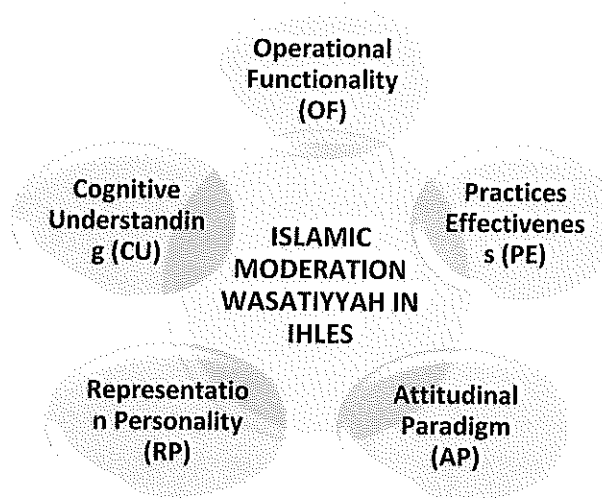 Operational
Functionality
(OF)
Cognitive
Understandin
g (CU)
Practices
Effectivenes
s (PE)
ISLAMIC
MODERATION
WASATIYYAH IN
IHLES
Representatio
n Personality
(RP)
Attitudinal
Paradigm
(AP)